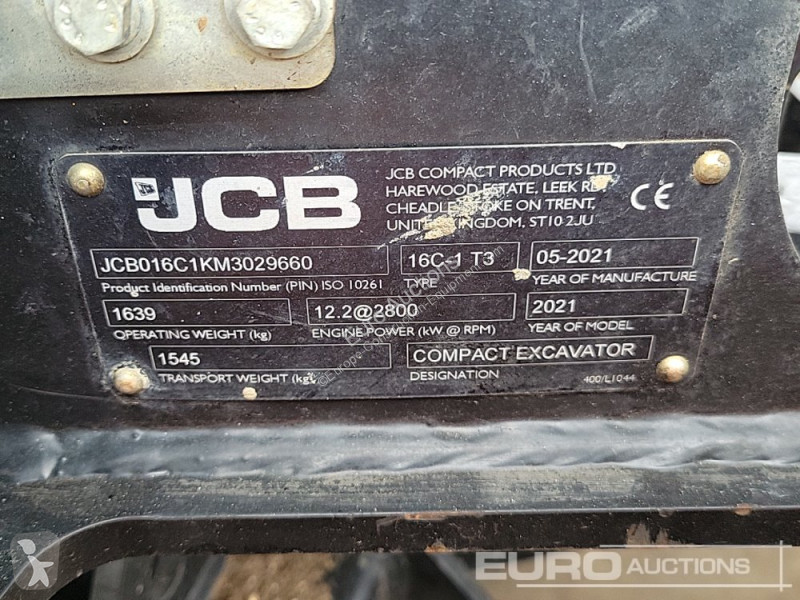 JCB
JCB COMPACT PRODUCTS LTD
HAREWOOD ESTATE, LEEK RD
CHEADLE, STOKE ON TRENT,
UNITED KINGDOM, ST10 2JU
CE
JCB016C1KM3029660
16C-1 T3
05-2021
Product Identification Number (PIN) ISO 10261
TYPE
YEAR OF MANUFACTURE
1639
12.2@2800
2021
OPERATING WEIGHT (kg)
ENGINE POWER (kW @ RPM)
YEAR OF MODEL
1545
COMPACT EXCAVATOR
TRANSPORT WEIGHT (kg)
DESIGNATION
400/L1044
EURO AUCTIONS